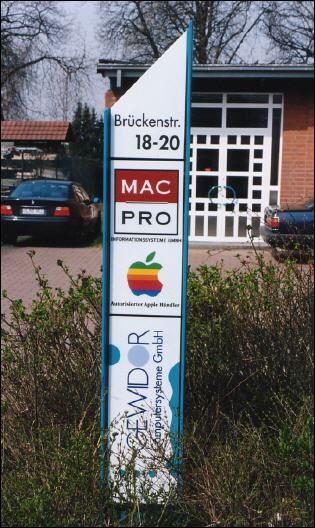 Brückenstr.
18-20
MAC
PRO
INFORMATIONSSYSTEME GMBH
Autorisierter Apple Händler
GEWIDOR
Computersysteme GmbH